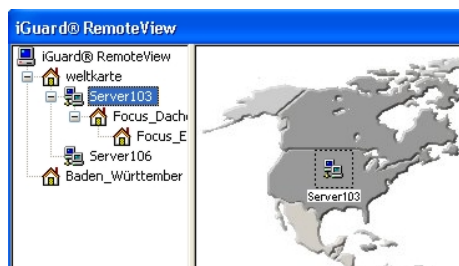 iGuard® RemoteView
iGuard® RemoteView
weltkarte
Server103
Focus_Dach
Focus_E
Server106
Baden_Württember
Server103